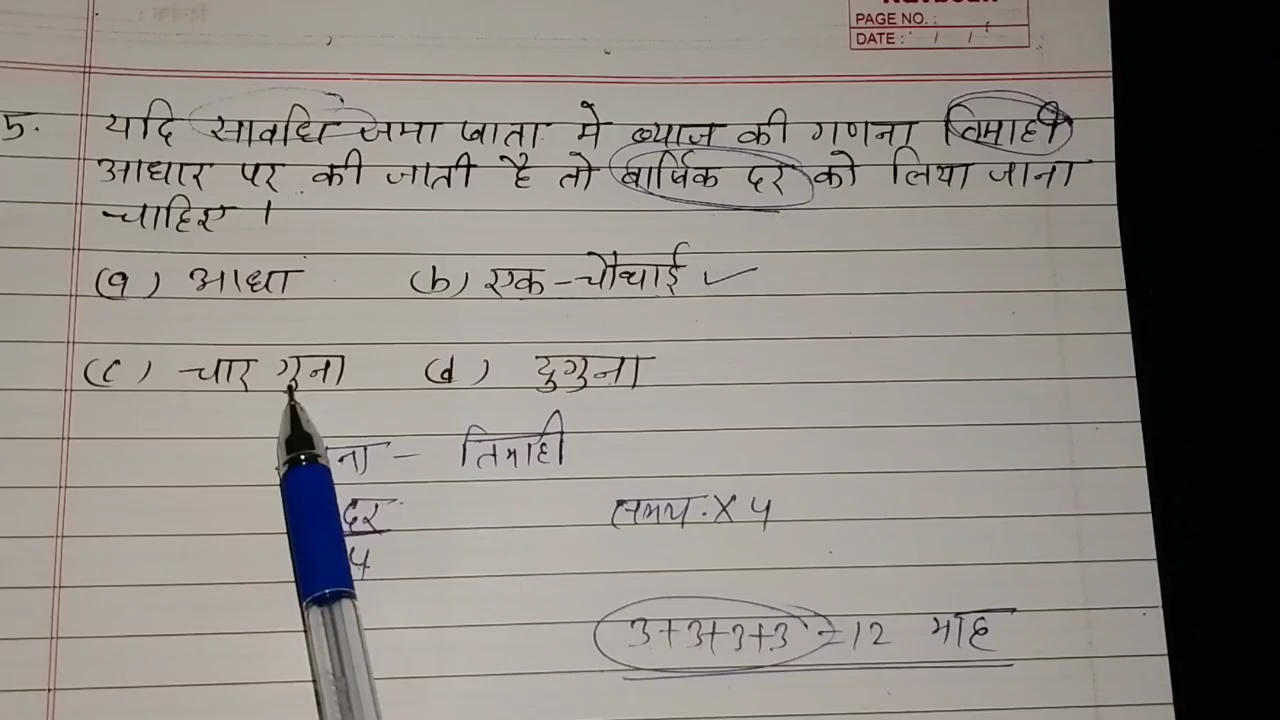 PAGE NO. :
DATE : / /
5. यदि सावधि जमा खाता मे ब्याज की गणना तिमाही
आधार पर की जाती है तो वार्षिक दर को लिया जाना
चाहिए ।
(a) आधा (b) एक-चौथाई ✓
(c) चार गुना (d) दुगुना
ना - तिमाही
दर समय × 4
4
3+3+3+3 = 12 माह